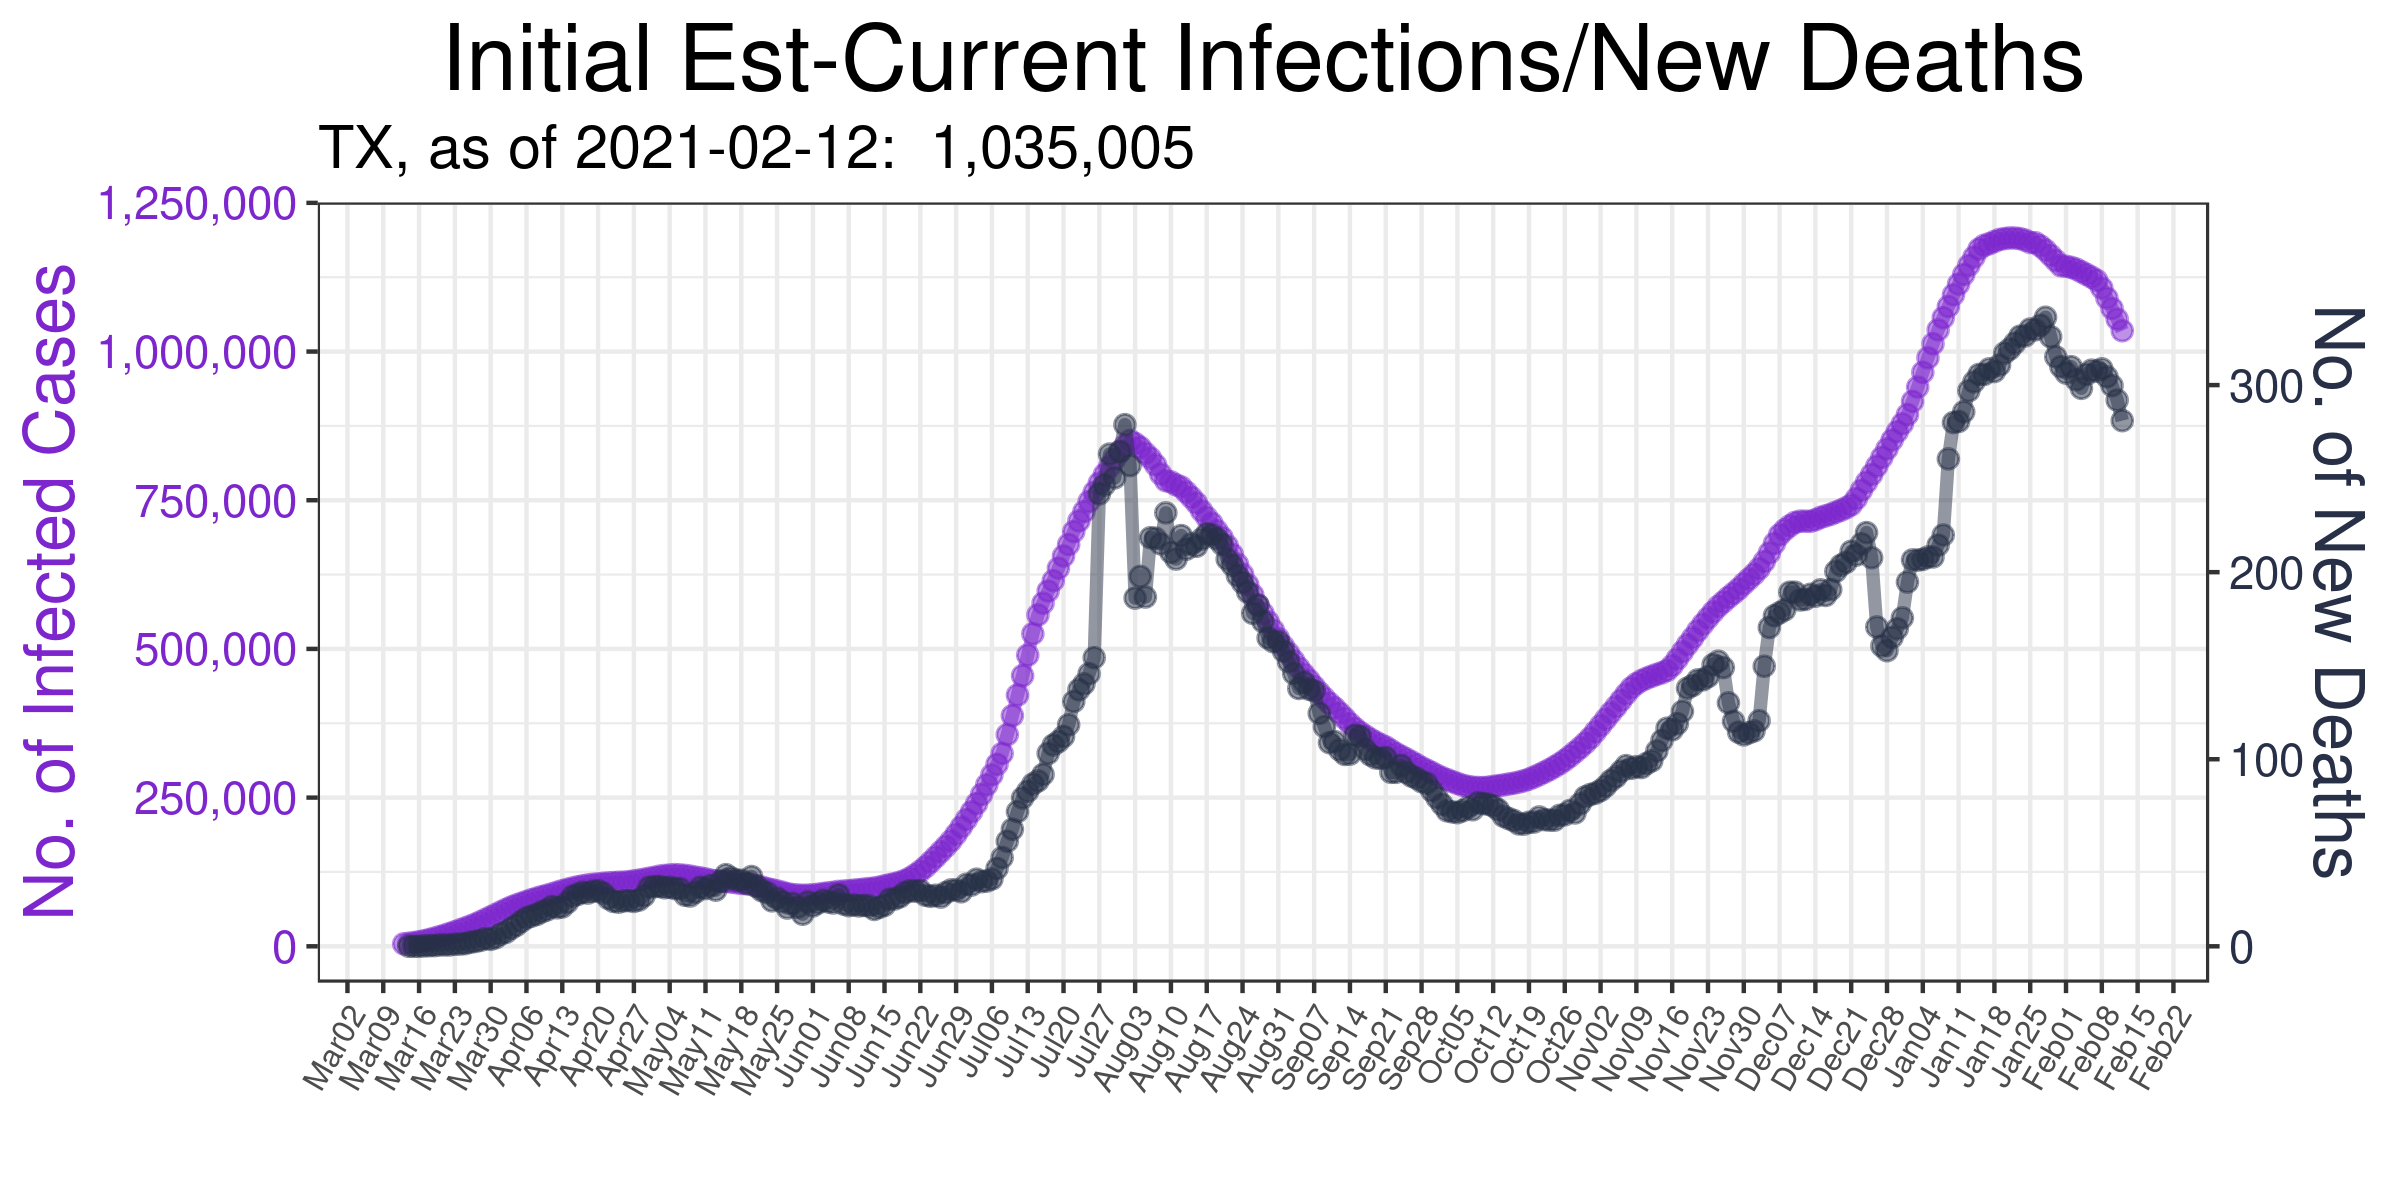 Initial Est-Current Infections/New Deaths
TX, as of 2021-02-12:  1,035,005
No. of Infected Cases
1,250,000
1,000,000
750,000
500,000
250,000
0
300
200
100
0
No. of New Deaths
Mar02
Mar09
Mar16
Mar23
Mar30
Apr06
Apr13
Apr20
Apr27
May04
May11
May18
May25
Jun01
Jun08
Jun15
Jun22
Jun29
Jul06
Jul13
Jul20
Jul27
Aug03
Aug10
Aug17
Aug24
Aug31
Sep07
Sep14
Sep21
Sep28
Oct05
Oct12
Oct19
Oct26
Nov02
Nov09
Nov16
Nov23
Nov30
Dec07
Dec14
Dec21
Dec28
Dec04
Jan11
Jan18
Jan25
Feb01
Feb08
Feb15
Feb22